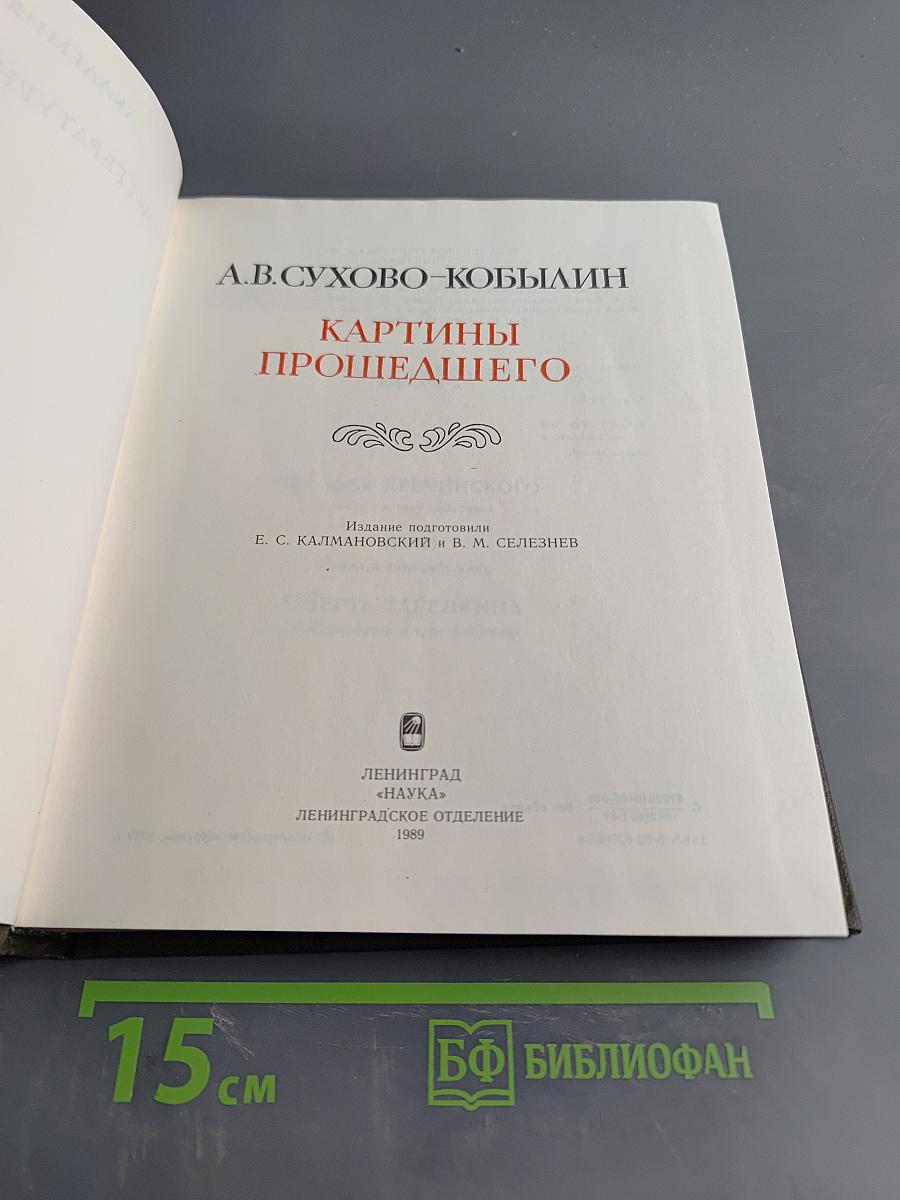 А.В.СУХОВО-КОБЫЛИН
КАРТИНЫ
ПРОШЕДШЕГО
Издание подготовили
Е. С. КАЛМАНОВСКИЙ и В. М. СЕЛЕЗНЕВ
ЛЕНИНГРАД
«НАУКА»
ЛЕНИНГРАДСКОЕ ОТДЕЛЕНИЕ
1989
15 см
БФ БИБЛИОФАН